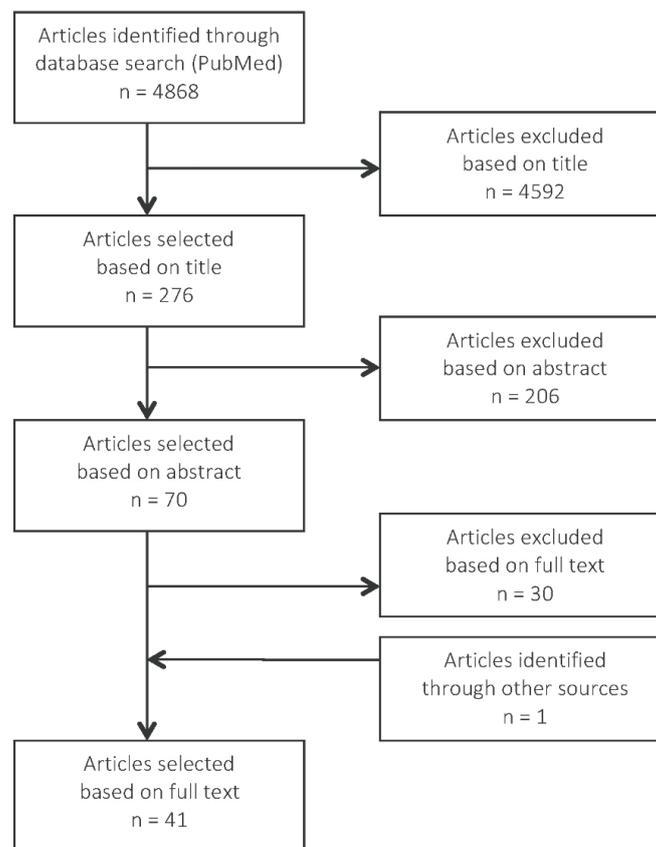 Articles identified through
database search (PubMed)
n = 4868
Articles excluded
based on title
n = 4592
Articles selected
based on title
n = 276
Articles excluded
based on abstract
n = 206
Articles selected
based on abstract
n = 70
Articles excluded
based on full text
n = 30
Articles identified
through other sources
n = 1
Articles selected
based on full text
n = 41